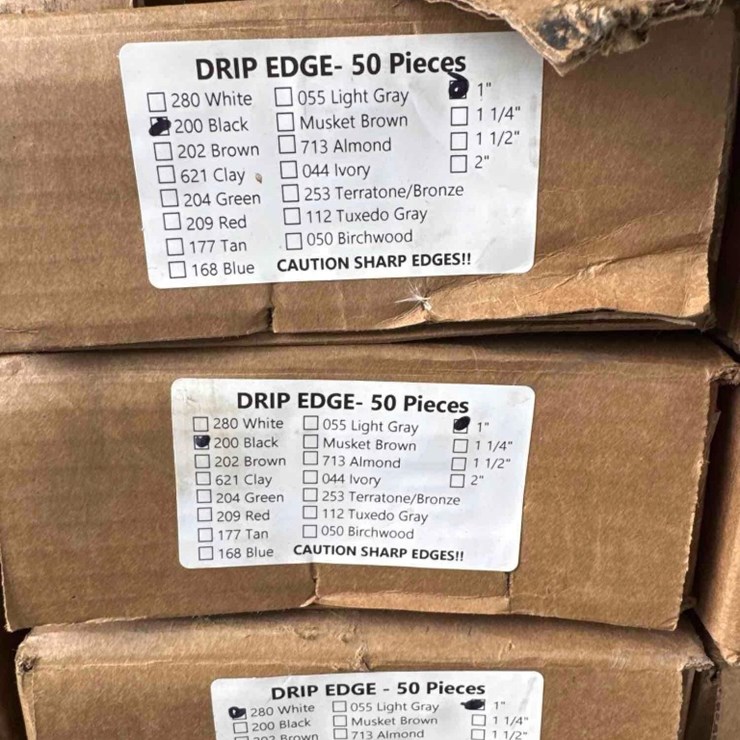 DRIP EDGE- 50 Pieces
280 White 055 Light Gray 1"
200 Black Musket Brown 1 1/4"
202 Brown 713 Almond 1 1/2"
621 Clay 044 Ivory 2"
204 Green 253 Terratone/Bronze
209 Red 112 Tuxedo Gray
177 Tan 050 Birchwood
168 Blue CAUTION SHARP EDGES!!
DRIP EDGE- 50 Pieces
280 White 055 Light Gray 1"
200 Black Musket Brown 1 1/4"
202 Brown 713 Almond 1 1/2"
621 Clay 044 Ivory 2"
204 Green 253 Terratone/Bronze
209 Red 112 Tuxedo Gray
177 Tan 050 Birchwood
168 Blue CAUTION SHARP EDGES!!
DRIP EDGE - 50 Pieces
280 White 055 Light Gray 1"
200 Black Musket Brown 1 1/4"
202 Brown 713 Almond 1 1/2"